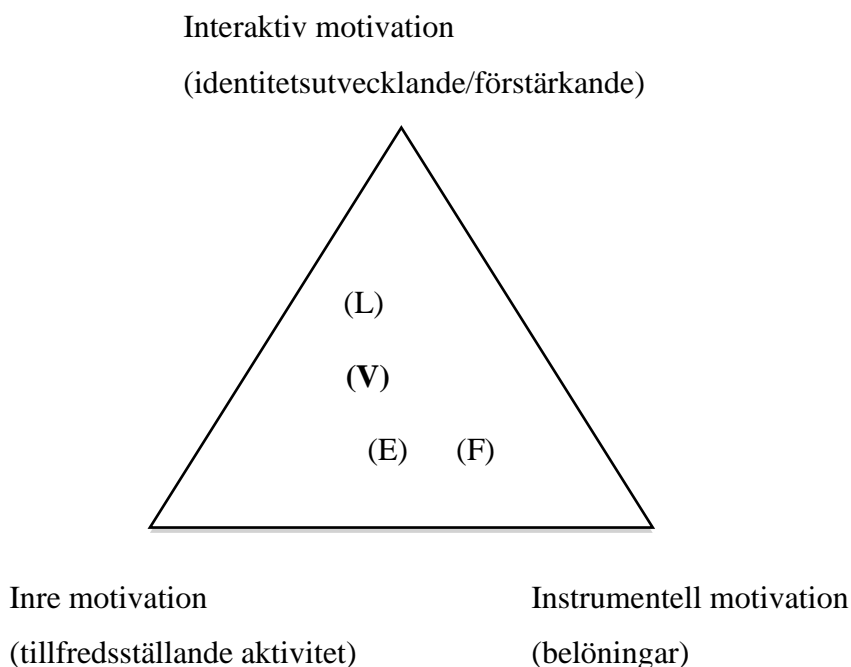 Interaktiv motivation
(identitetsutvecklande/förstärkande)
(L)
(V)
(E) (F)
Inre motivation Instrumentell motivation
(tillfredsställande aktivitet) (belöningar)